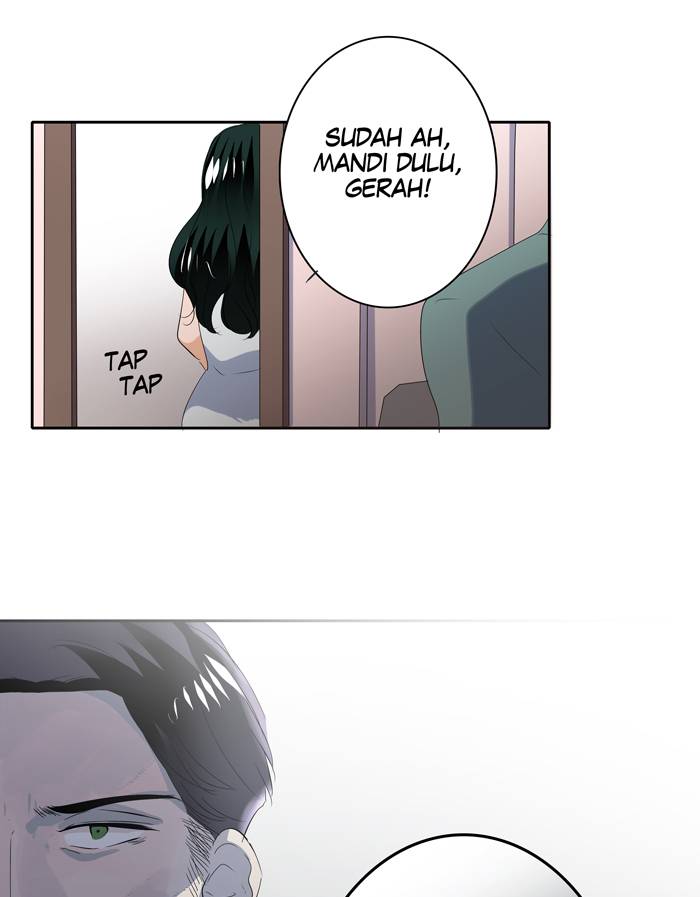 SUDAH AH,
MANDI DULU,
GERAH!
TAP
TAP